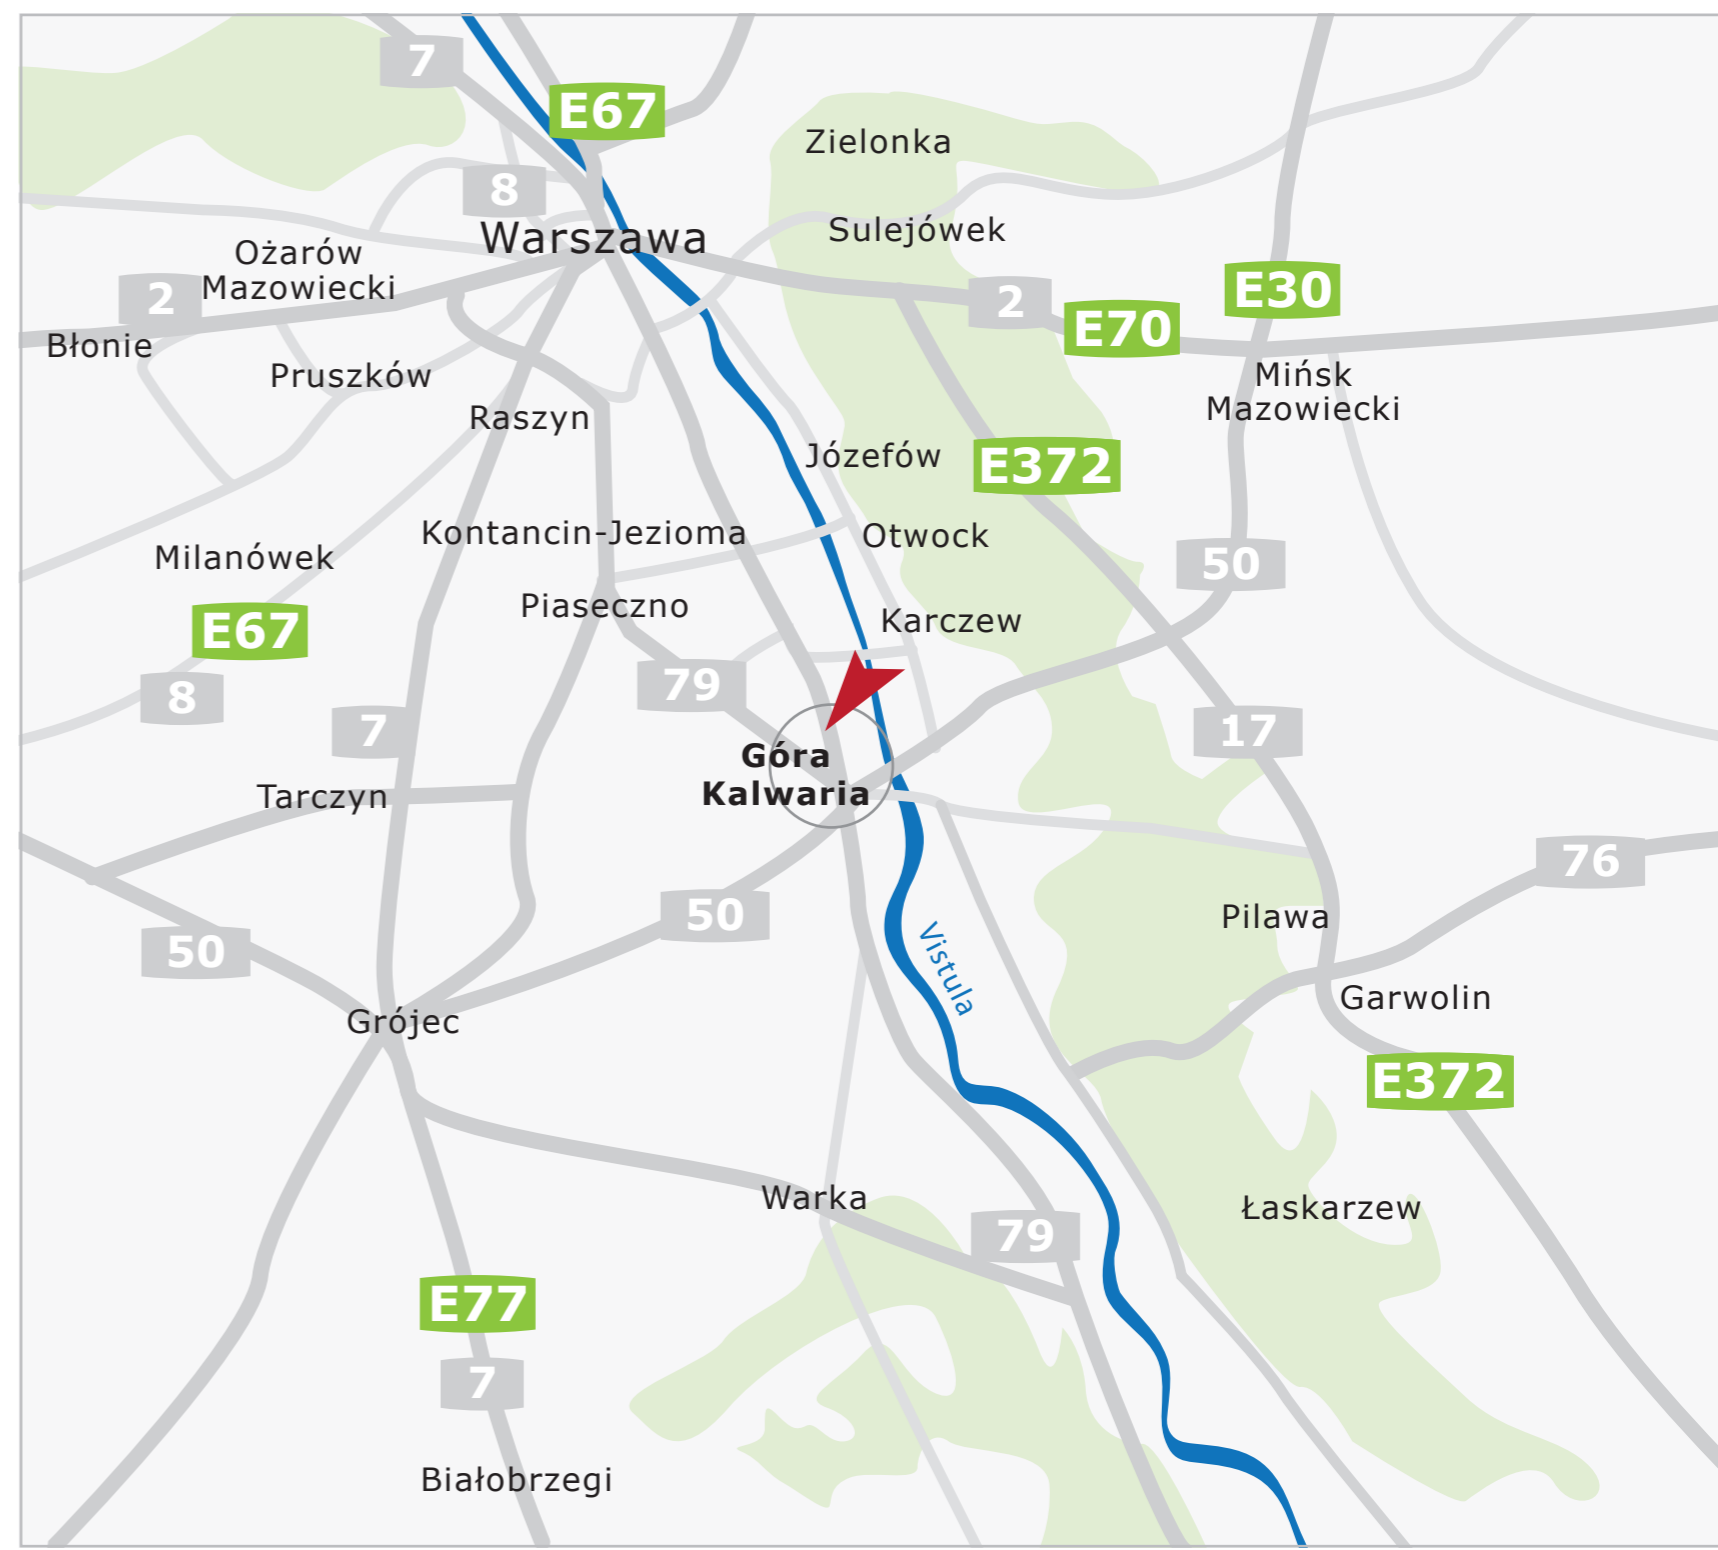 7
E67
Zielonka
8
Warszawa
Sulejówek
Ożarów
Mazowiecki
2
2
E30
E70
Błonie
Pruszków
Mińsk
Mazowiecki
Raszyn
Józefów
E372
Kontancin-Jezioma
Otwock
Milanówek
50
Piaseczno
Karczew
E67
79
8
7
17
Góra
Kalwaria
Tarczyn
76
50
Pilawa
50
Vistula
Garwolin
Grójec
E372
Warka
Łaskarzew
79
E77
7
Białobrzegi